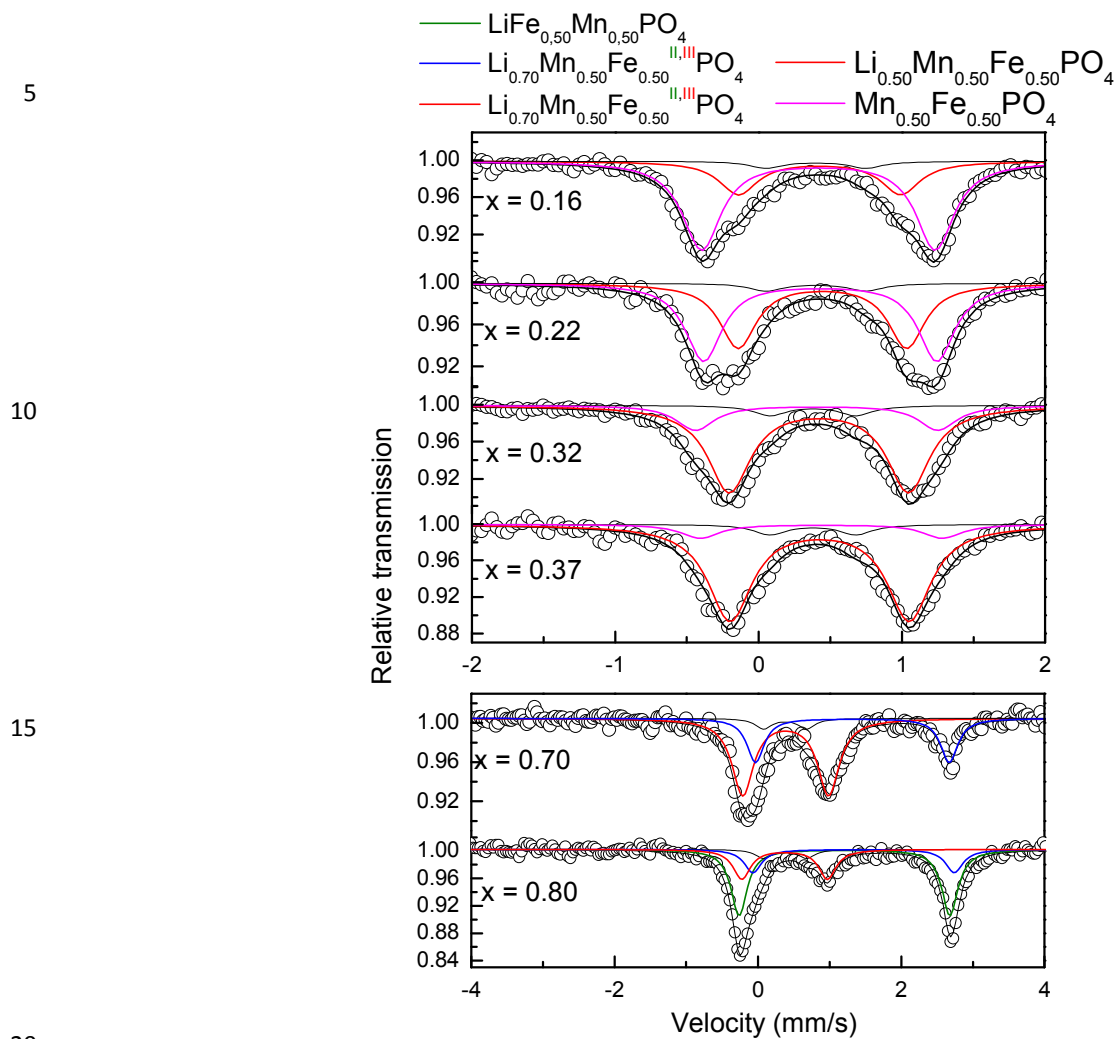 LiFe0,50Mn0,50PO4
Li0.70Mn0.50Fe0.50II,IIIPO4
Li0.50Mn0.50Fe0.50PO4
Li0.70Mn0.50Fe0.50II,IIIPO4
Mn0.50Fe0.50PO4
5
1.00
0.96
0.92
x = 0.16
1.00
0.96
0.92
x = 0.22
10
1.00
0.96
0.92
x = 0.32
1.00
0.96
0.92
0.88
x = 0.37
-2 -1 0 1 2
Relative transmission
15
1.00
0.96
0.92
x = 0.70
1.00
0.96
0.92
0.88
0.84
x = 0.80
-4 -2 0 2 4
Velocity (mm/s)